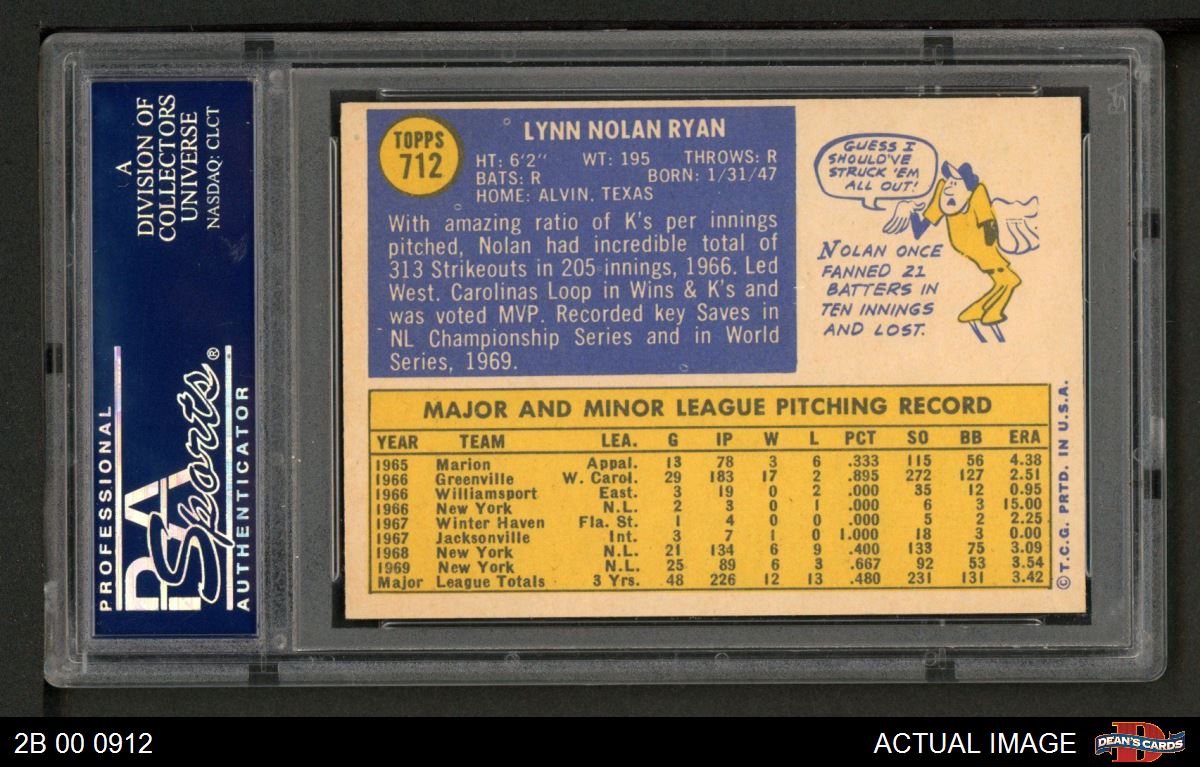 A
DIVISION OF
COLLECTORS
UNIVERSE
NASDAQ: CLCT
PROFESSIONAL
PSA
Sports®
AUTHENTICATOR
TOPPS
712
LYNN NOLAN RYAN
HT: 6'2" WT: 195 THROWS: R
BATS: R BORN: 1/31/47
HOME: ALVIN, TEXAS
With amazing ratio of K's per innings
pitched, Nolan had incredible total of
313 Strikeouts in 205 innings, 1966. Led
West. Carolinas Loop in Wins & K's and
was voted MVP. Recorded key Saves in
NL Championship Series and in World
Series, 1969.
GUESS I
SHOULD'VE
STRUCK 'EM
ALL OUT!
NOLAN ONCE
FANNED 21
BATTERS IN
TEN INNINGS
AND LOST.
MAJOR AND MINOR LEAGUE PITCHING RECORD
YEAR TEAM LEA. G IP W L PCT SO BB ERA
1965 Marion Appal. 13 78 3 6 .333 115 56 4.38
1966 Greenville W. Carol. 29 183 17 2 .895 272 127 2.51
1966 Williamsport East. 3 19 0 2 .000 35 12 0.95
1966 New York N.L. 2 3 0 1 .000 6 3 15.00
1967 Winter Haven Fla. St. 1 4 0 0 .000 5 2 2.25
1967 Jacksonville Int. 3 7 1 0 1.000 18 3 0.00
1968 New York N.L. 21 134 6 9 .400 133 75 3.09
1969 New York N.L. 25 89 6 3 .667 92 53 3.54
Major League Totals 3 Yrs. 48 226 12 13 .480 231 131 3.42
©T.C.G. PRTD. IN U.S.A.
2B 00 0912
ACTUAL IMAGE
D
DEAN'S CARDS